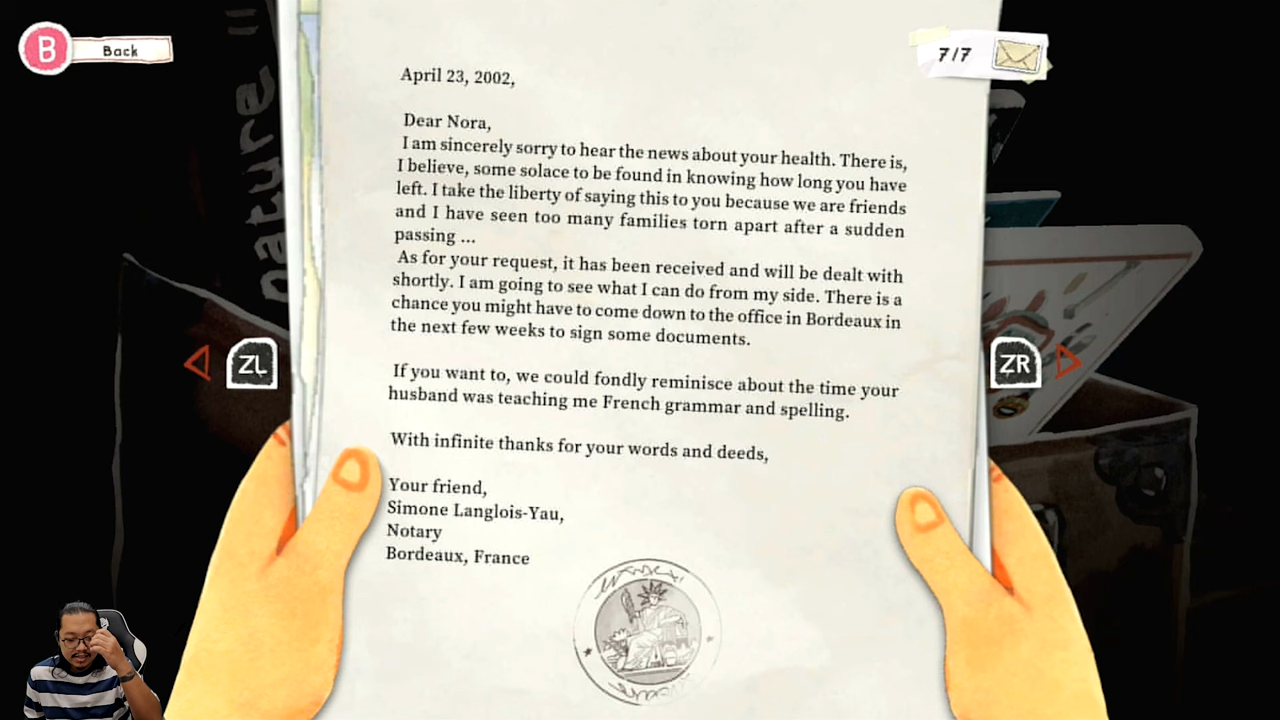 B Back
7/7
nature II
April 23, 2002,
Dear Nora,
I am sincerely sorry to hear the news about your health. There is,
I believe, some solace to be found in knowing how long you have
left. I take the liberty of saying this to you because we are friends
and I have seen too many families torn apart after a sudden
passing ...
As for your request, it has been received and will be dealt with
shortly. I am going to see what I can do from my side. There is a
chance you might have to come down to the office in Bordeaux in
the next few weeks to sign some documents.
ZL
ZR
If you want to, we could fondly reminisce about the time your
husband was teaching me French grammar and spelling.
With infinite thanks for your words and deeds,
Your friend,
Simone Langlois-Yau,
Notary
Bordeaux, France